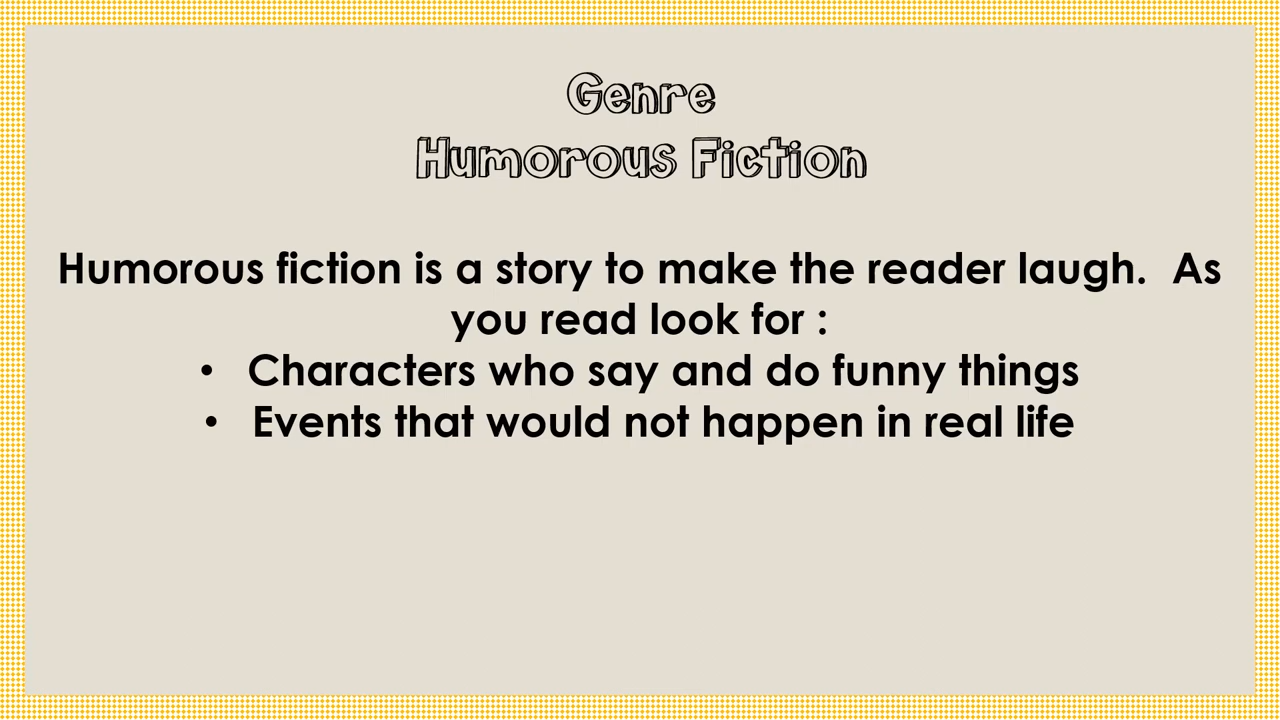 Genre
Humorous Fiction
Humorous fiction is a story to make the reader laugh.  As
you read look for :
• Characters who say and do funny things
• Events that would not happen in real life